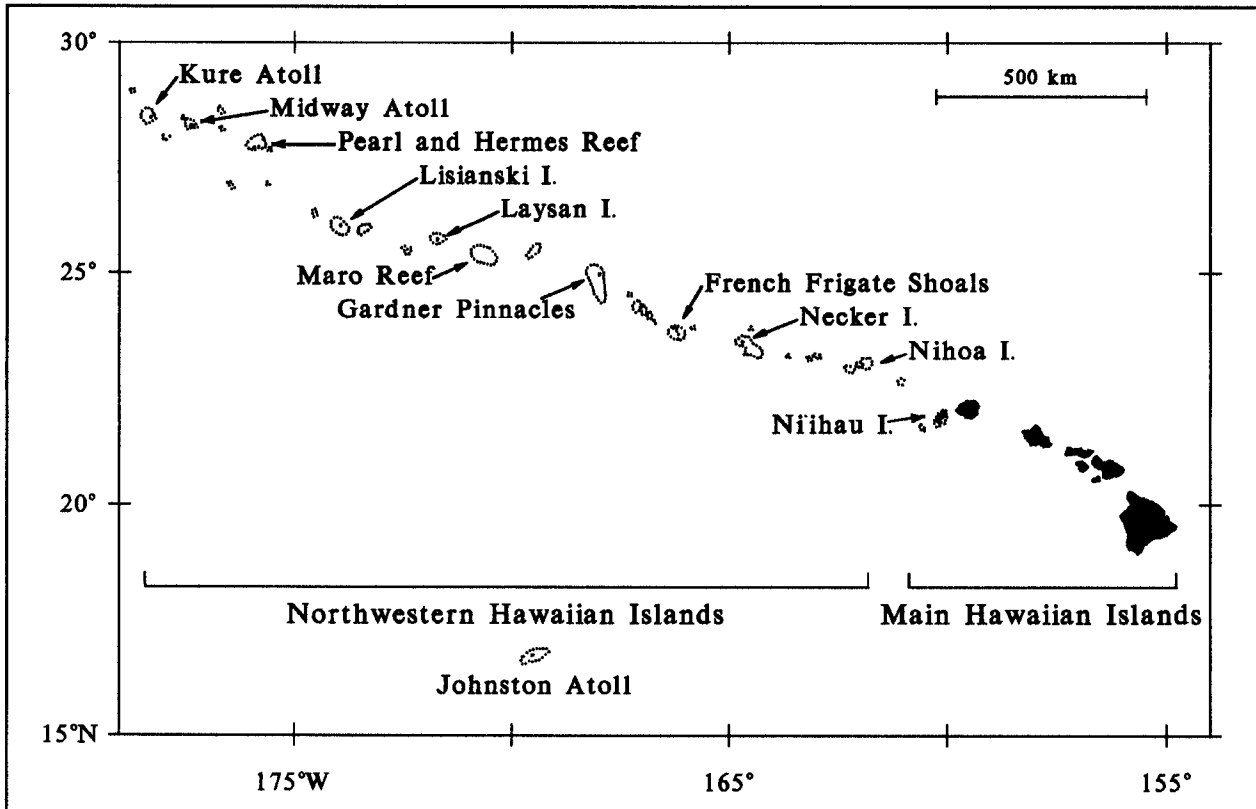 30°
500 km
Kure Atoll
Midway Atoll
Pearl and Hermes Reef
Lisianski I.
Laysan I.
Maro Reef
25°
Gardner Pinnacles
French Frigate Shoals
Necker I.
Nihoa I.
Ni'ihau I.
20°
Northwestern Hawaiian Islands
Main Hawaiian Islands
Johnston Atoll
15°N
175°W
165°
155°